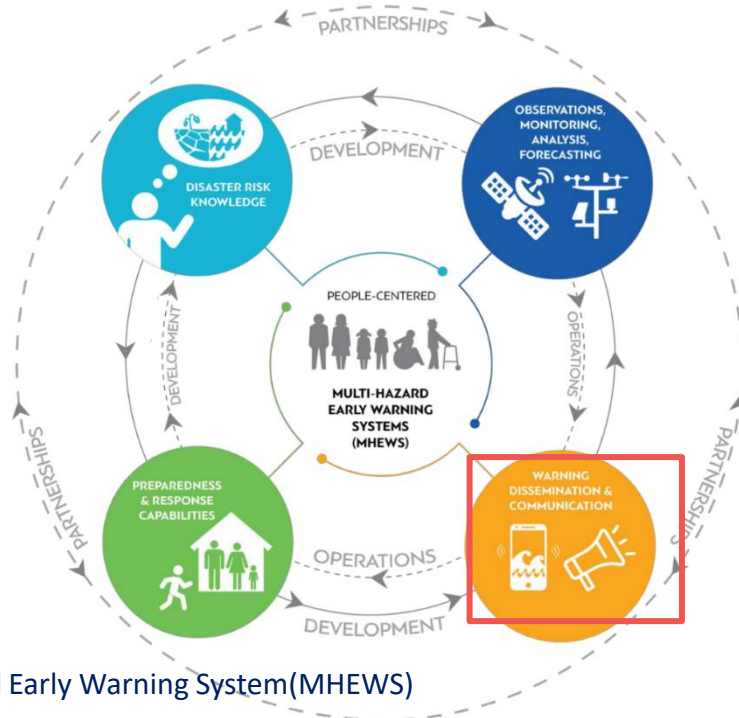 PARTNERSHIPS
DEVELOPMENT
DISASTER RISK
KNOWLEDGE
OBSERVATIONS,
MONITORING,
ANALYSIS,
FORECASTING
PEOPLE-CENTERED
MULTI-HAZARD
EARLY WARNING
SYSTEMS
(MHEWS)
DEVELOPMENT
OPERATIONS
PARTNERSHIPS
PARTNERSHIPS
PREPAREDNESS
& RESPONSE
CAPABILITIES
WARNING
DISSEMINATION &
COMMUNICATION
OPERATIONS
DEVELOPMENT
Early Warning System(MHEWS)